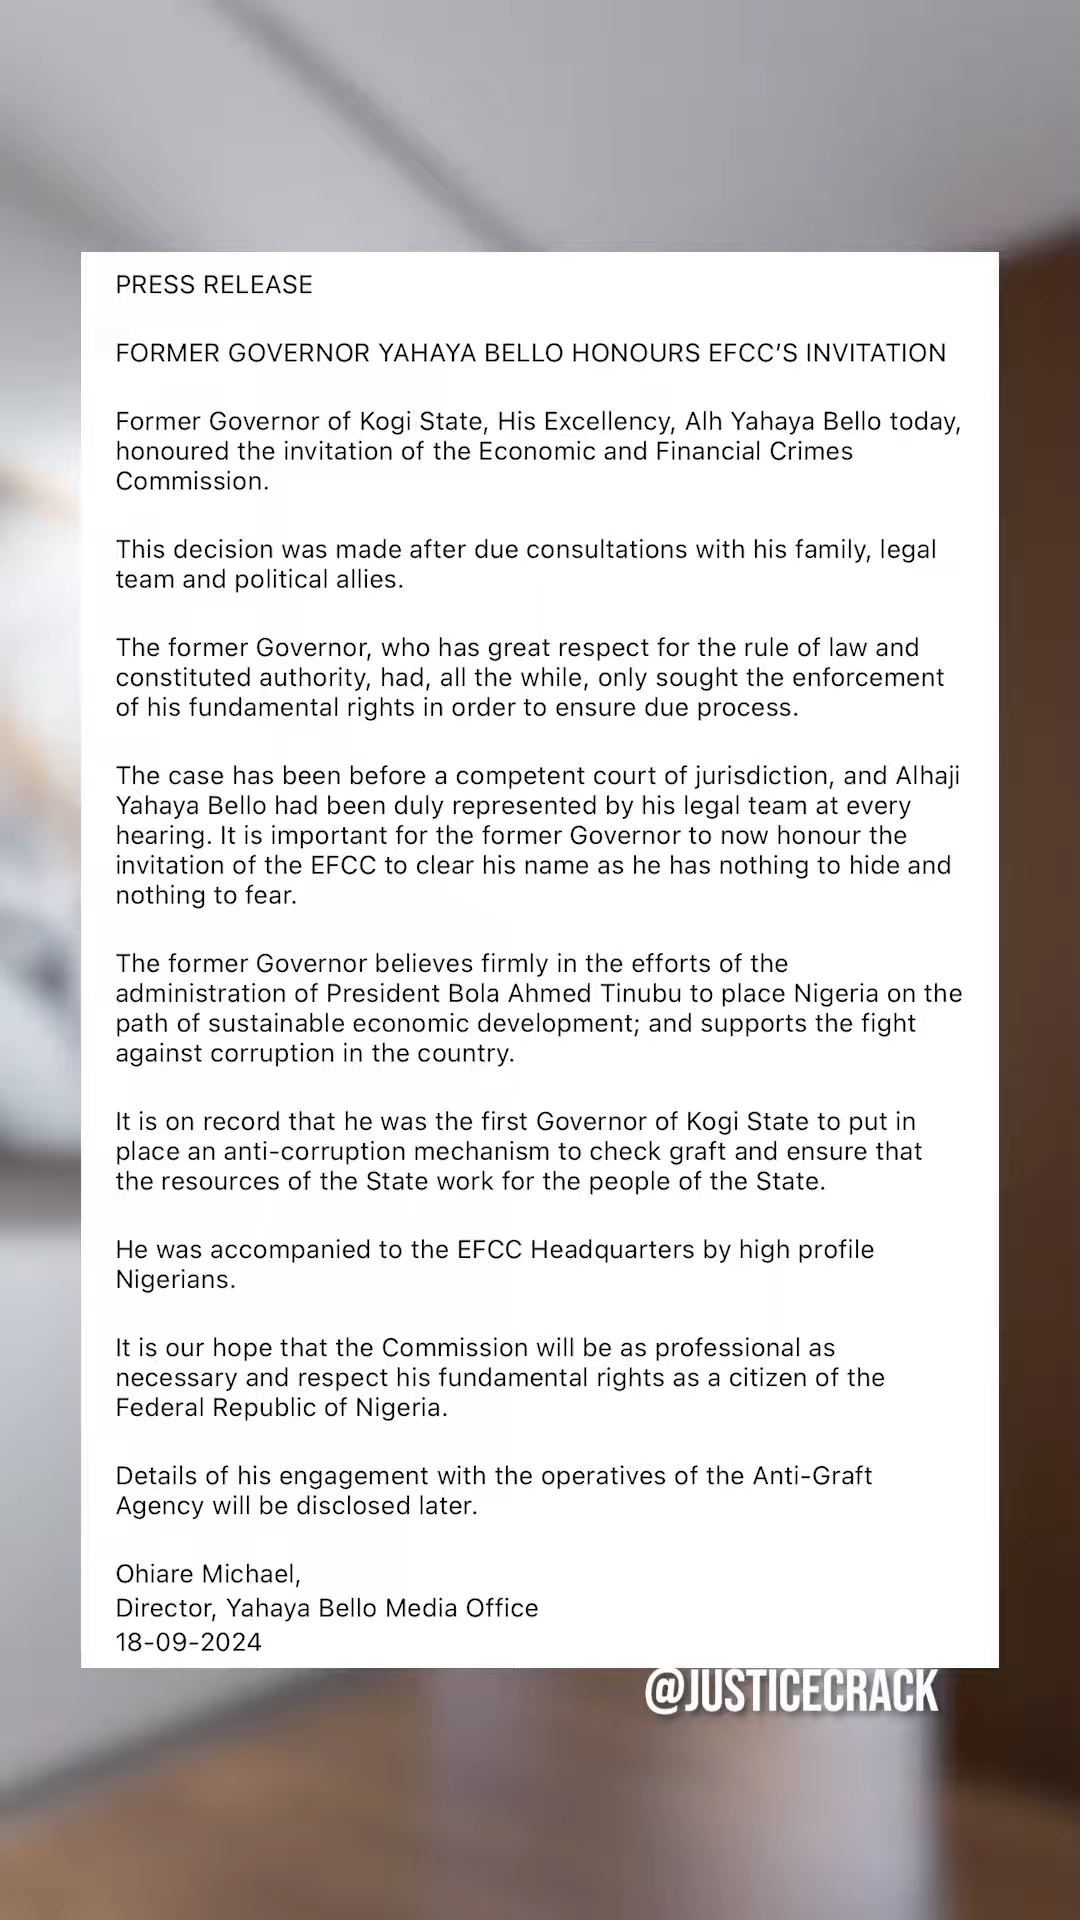 PRESS RELEASE
FORMER GOVERNOR YAHAYA BELLO HONOURS EFCC’S INVITATION
Former Governor of Kogi State, His Excellency, Alh Yahaya Bello today,
honoured the invitation of the Economic and Financial Crimes
Commission.
This decision was made after due consultations with his family, legal
team and political allies.
The former Governor, who has great respect for the rule of law and
constituted authority, had, all the while, only sought the enforcement
of his fundamental rights in order to ensure due process.
The case has been before a competent court of jurisdiction, and Alhaji
Yahaya Bello had been duly represented by his legal team at every
hearing. It is important for the former Governor to now honour the
invitation of the EFCC to clear his name as he has nothing to hide and
nothing to fear.
The former Governor believes firmly in the efforts of the
administration of President Bola Ahmed Tinubu to place Nigeria on the
path of sustainable economic development; and supports the fight
against corruption in the country.
It is on record that he was the first Governor of Kogi State to put in
place an anti-corruption mechanism to check graft and ensure that
the resources of the State work for the people of the State.
He was accompanied to the EFCC Headquarters by high profile
Nigerians.
It is our hope that the Commission will be as professional as
necessary and respect his fundamental rights as a citizen of the
Federal Republic of Nigeria.
Details of his engagement with the operatives of the Anti-Graft
Agency will be disclosed later.
Ohiare Michael,
Director, Yahaya Bello Media Office
18-09-2024
@JUSTICECRACK